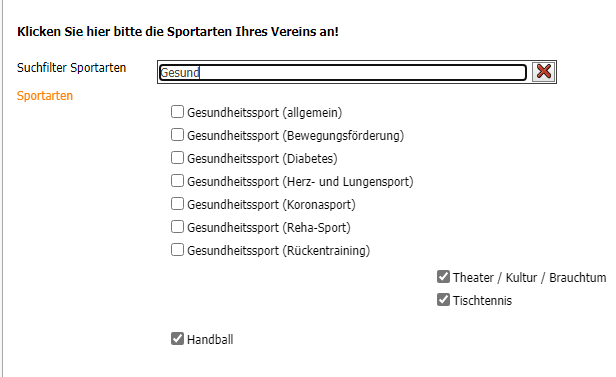 Klicken Sie hier bitte die Sportarten Ihres Vereins an!
Suchfilter Sportarten
Gesund
Sportarten
Gesundheitssport (allgemein)
Gesundheitssport (Bewegungsförderung)
Gesundheitssport (Diabetes)
Gesundheitssport (Herz- und Lungensport)
Gesundheitssport (Koronasport)
Gesundheitssport (Reha-Sport)
Gesundheitssport (Rückentraining)
Theater / Kultur / Brauchtum
Tischtennis
Handball